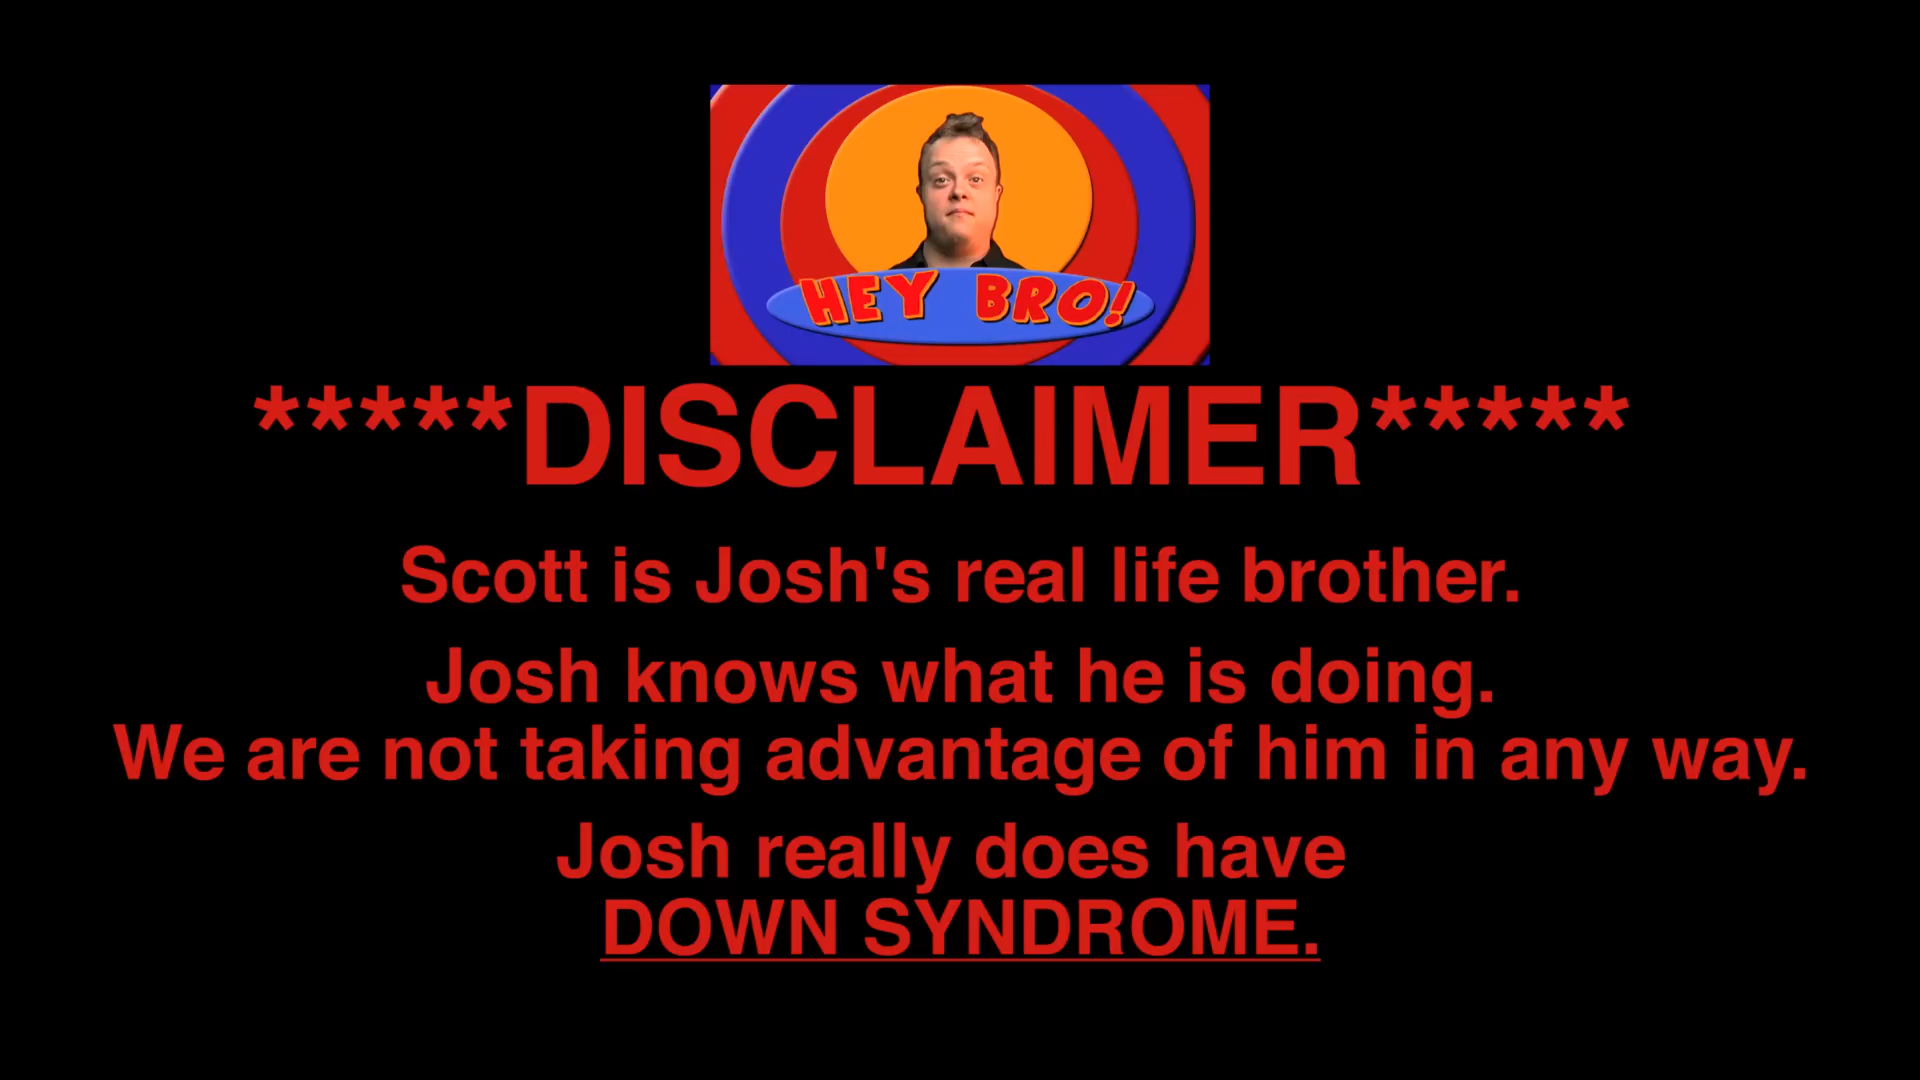 HEY BRO!
*****DISCLAIMER*****
Scott is Josh's real life brother.
Josh knows what he is doing.
We are not taking advantage of him in any way.
Josh really does have
DOWN SYNDROME.